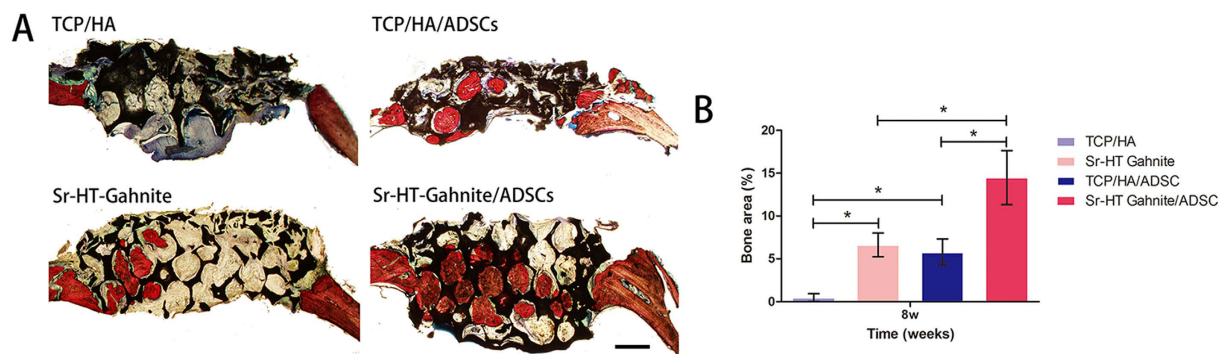 A
TCP/HA
TCP/HA/ADSCs
Sr-HT-Gahnite
Sr-HT-Gahnite/ADSCs
B
Bone area (%)
20
15
10
5
0
*
*
*
*
8w
Time (weeks)
TCP/HA
Sr-HT Gahnite
TCP/HA/ADSC
Sr-HT Gahnite/ADSC